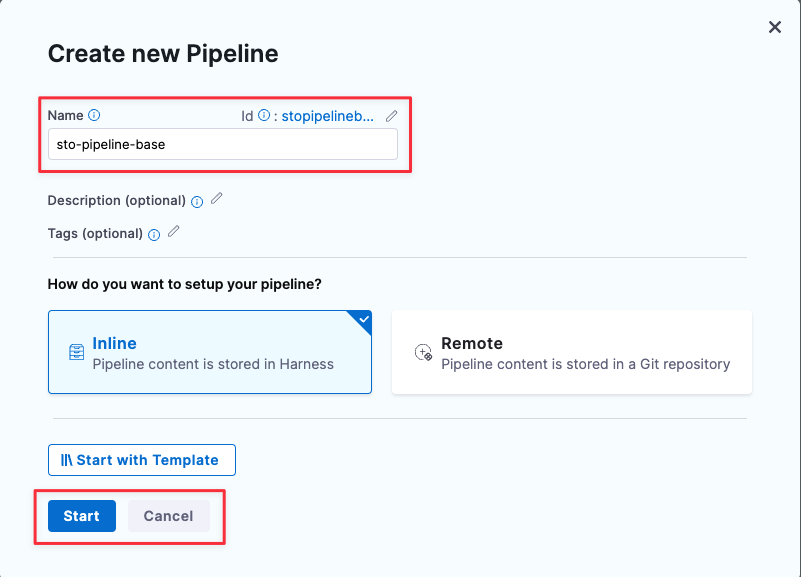 Create new Pipeline
Name Id : stopipelineb...
sto-pipeline-base
Description (optional)
Tags (optional)
How do you want to setup your pipeline?
Inline
Pipeline content is stored in Harness
Remote
Pipeline content is stored in a Git repository
Start with Template
Start Cancel